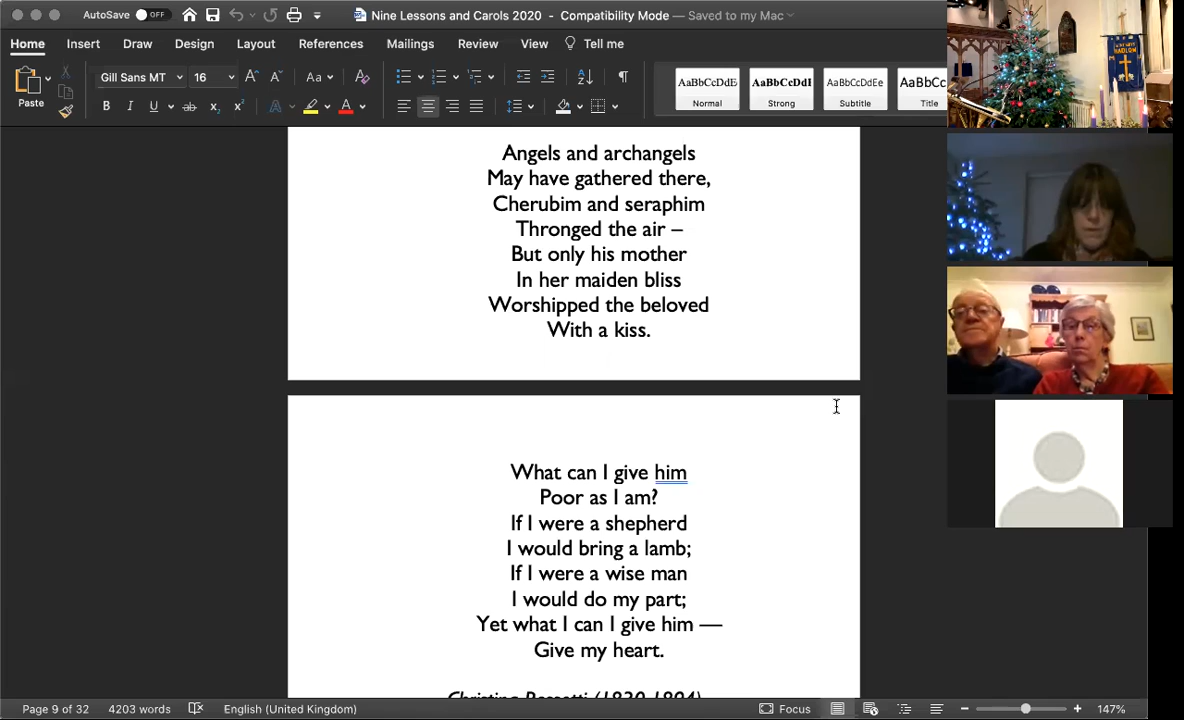 AutoSave OFF
Nine Lessons and Carols 2020 - Compatibility Mode — Saved to my Mac
Home Insert Draw Design Layout References Mailings Review View Tell me
Paste
Gill Sans MT 16
AaBbCcDdE AaBbCcDdI AaBbCcDdEe AaBbCc
Normal Strong Subtitle Title
Angels and archangels
May have gathered there,
Cherubim and seraphim
Thronged the air –
But only his mother
In her maiden bliss
Worshipped the beloved
With a kiss.
What can I give him
Poor as I am?
If I were a shepherd
I would bring a lamb;
If I were a wise man
I would do my part;
Yet what I can I give him —
Give my heart.
Christina Rossetti (1830-1894)
Page 9 of 32 4203 words English (United Kingdom) Focus 147%